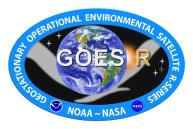 GEOSTATIONARY OPERATIONAL ENVIRONMENTAL SATELLITE R-SERIES
GOES R
NOAA ~ NASA